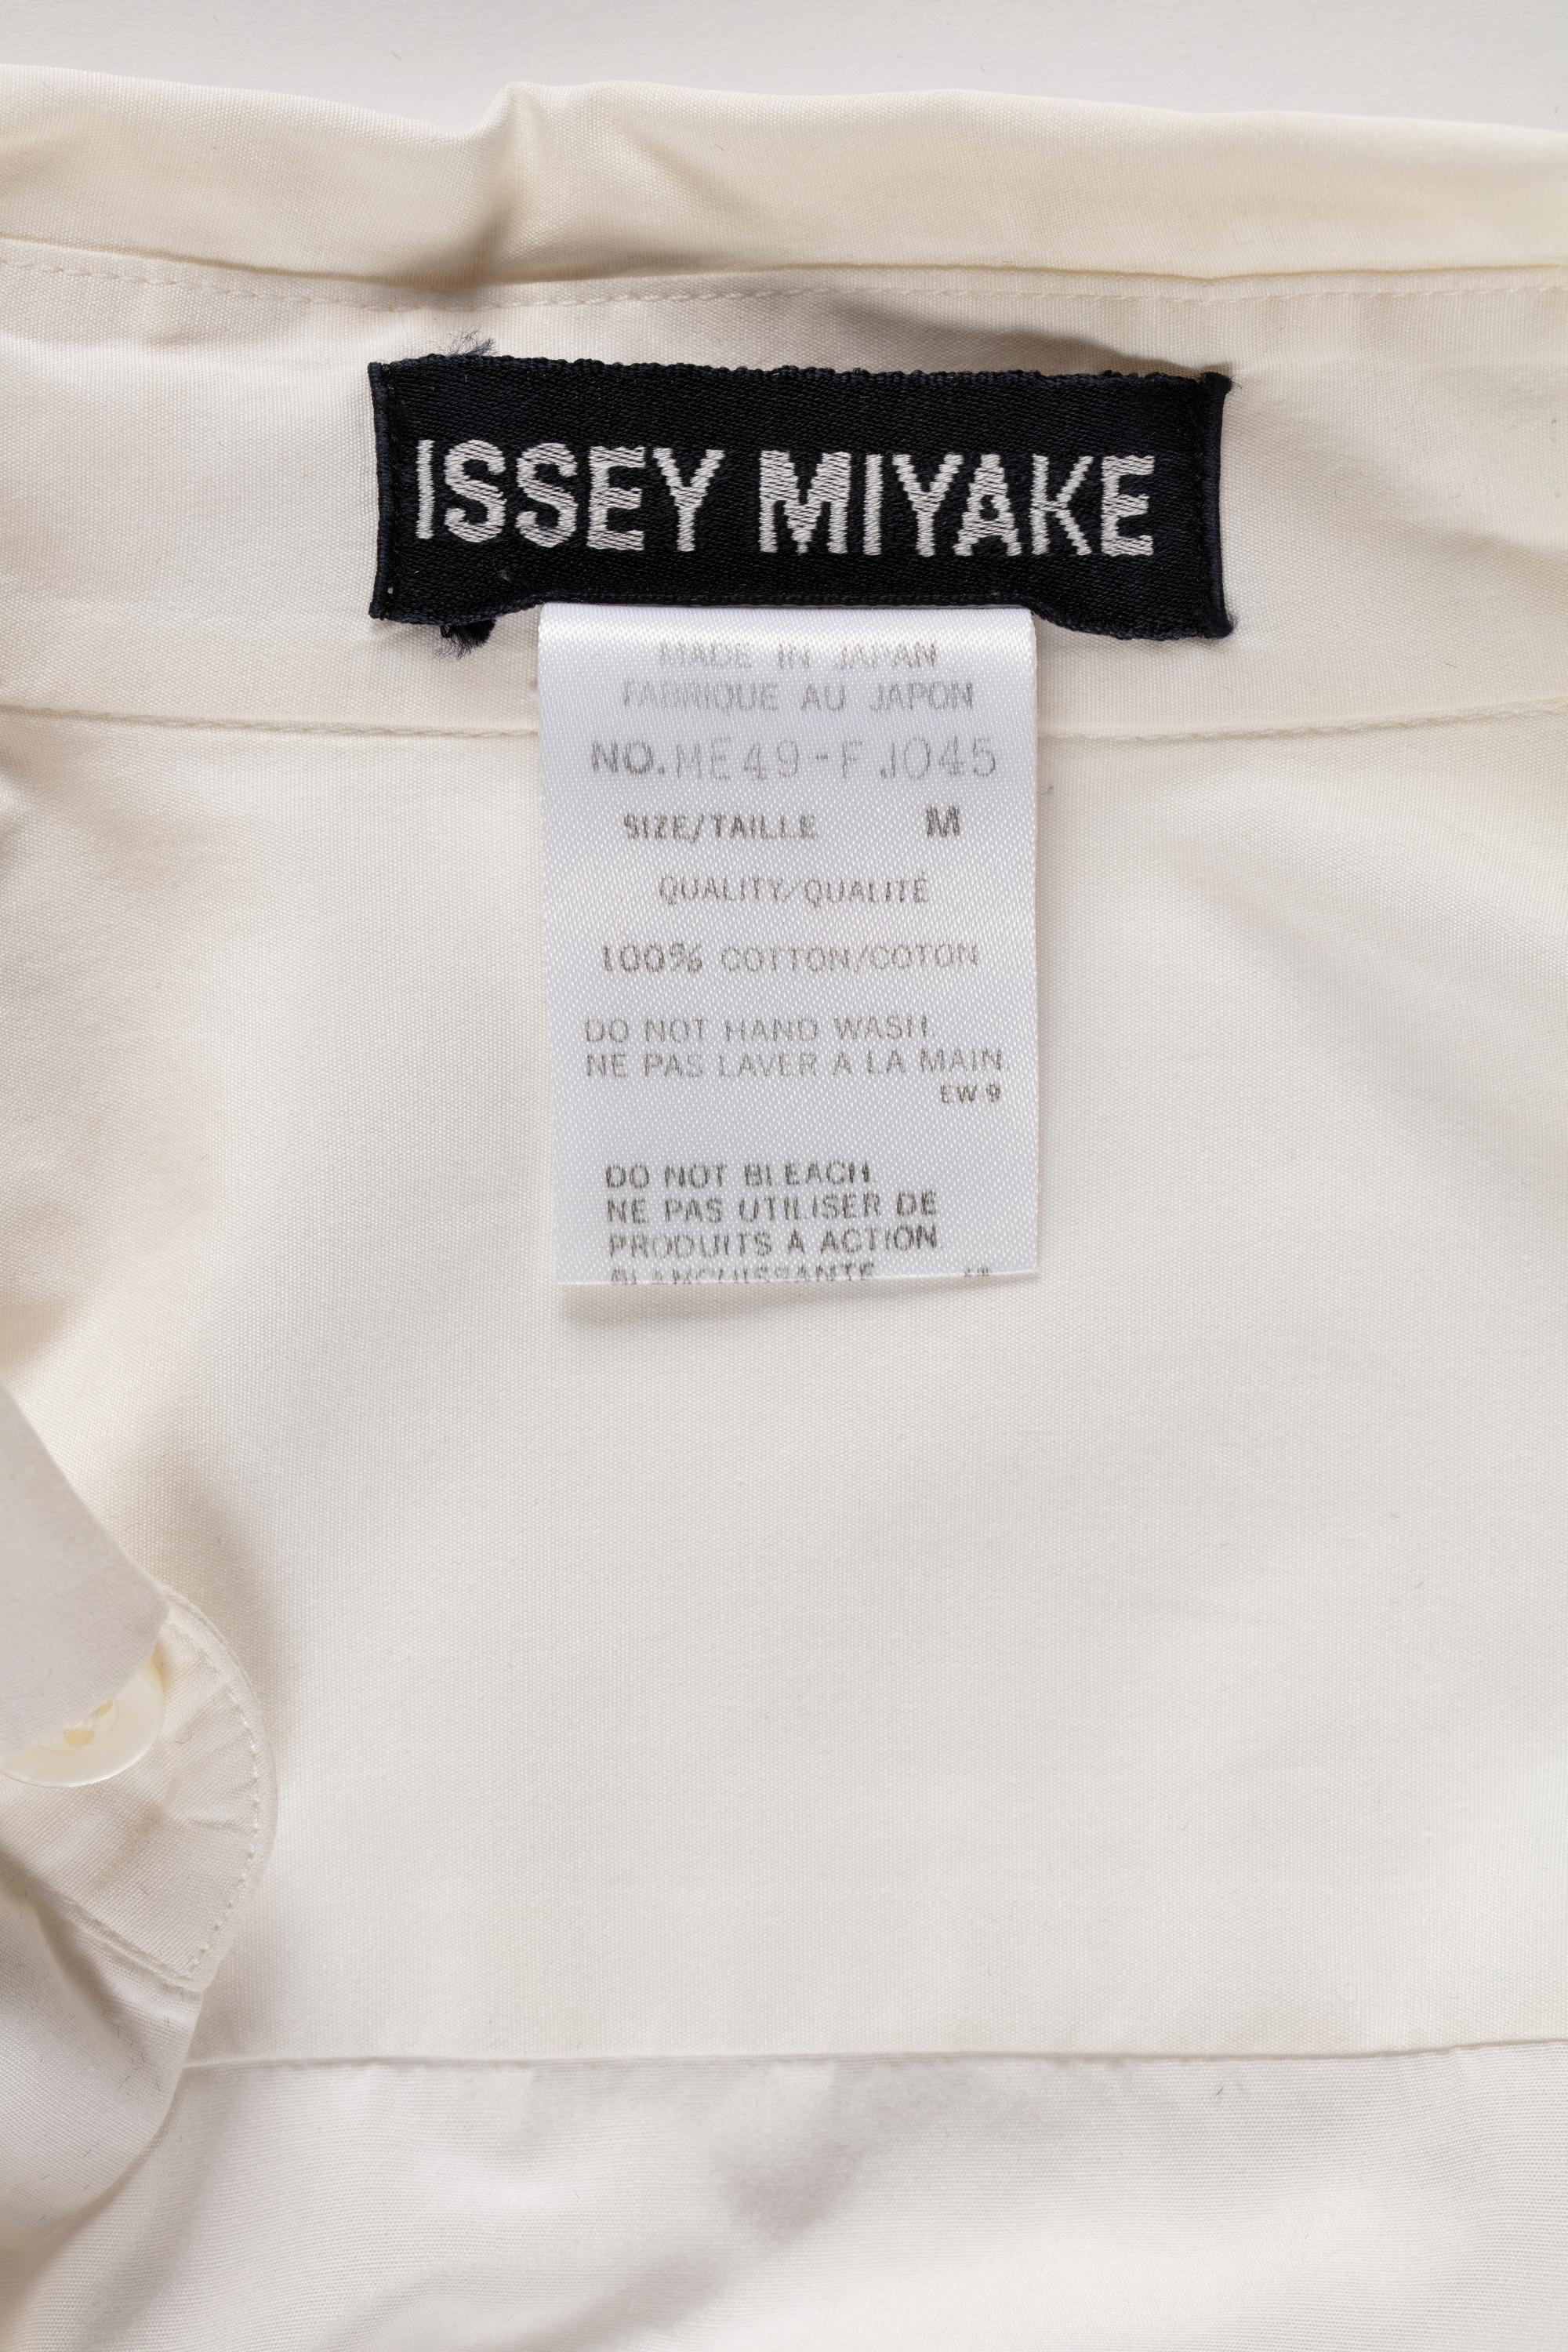 ISSEY MIYAKE
MADE IN JAPAN
FABRIQUE AU JAPON
NO. ME49-FJ045
SIZE/TAILLE M
QUALITY/QUALITÉ
100% COTTON/COTON
DO NOT HAND WASH.
NE PAS LAVER A LA MAIN.
EW 9
DO NOT BLEACH.
NE PAS UTILISER DE
PRODUITS A ACTION
BLANCHISSANTE